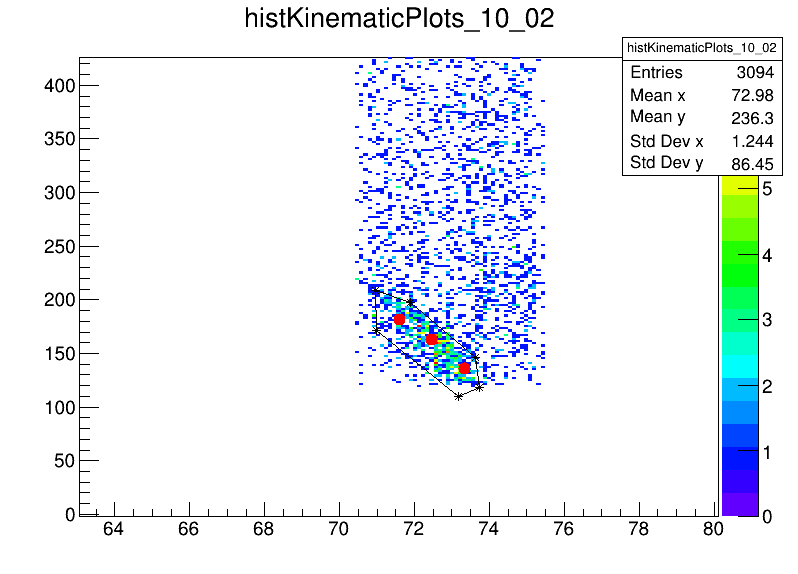 histKinematicPlots_10_02
histKinematicPlots_10_02
Entries 3094
Mean x 72.98
Mean y 236.3
Std Dev x 1.244
Std Dev y 86.45
400
350
300
250
200
150
100
50
0
64 66 68 70 72 74 76 78 80
5
4
3
2
1
0